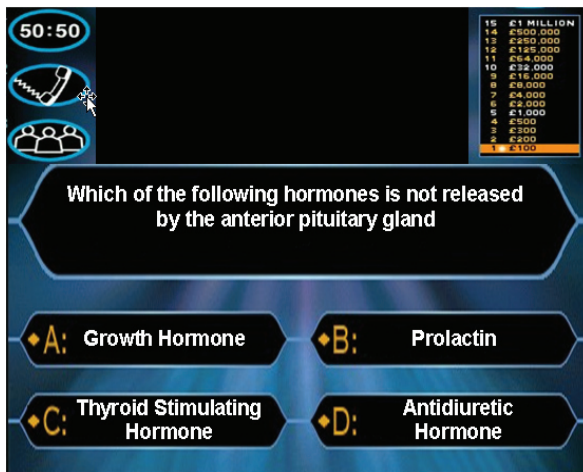 50:50
15 £1 MILLION
14 £500,000
13 £250,000
12 £125,000
11 £64,000
10 £32,000
9 £16,000
8 £8,000
7 £4,000
6 £2,000
5 £1,000
4 £500
3 £300
2 £200
1 £100
Which of the following hormones is not released
by the anterior pituitary gland
A: Growth Hormone
B: Prolactin
C: Thyroid Stimulating
Hormone
D: Antidiuretic
Hormone